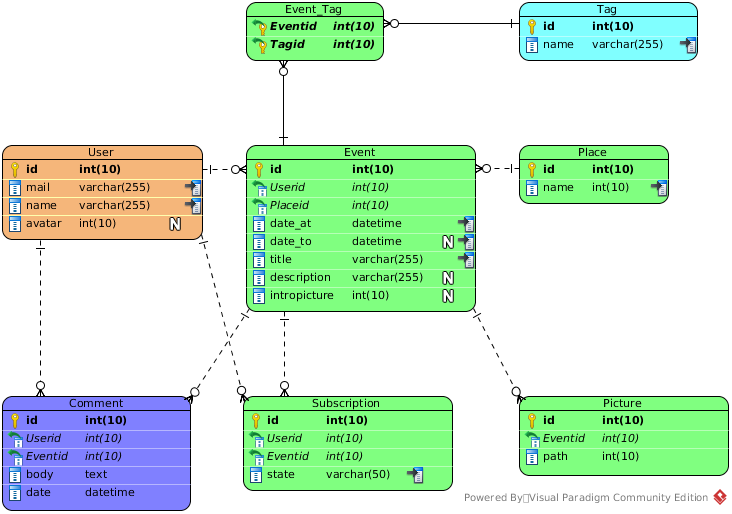 Event_Tag
Eventid int(10)
Tagid int(10)
Tag
id int(10)
name varchar(255)
User
id int(10)
mail varchar(255)
name varchar(255)
avatar int(10) N
Event
id int(10)
Userid int(10)
Placeid int(10)
date_at datetime
date_to datetime N
title varchar(255)
description varchar(255) N
intropicture int(10) N
Place
id int(10)
name int(10)
Comment
id int(10)
Userid int(10)
Eventid int(10)
body text
date datetime
Subscription
id int(10)
Userid int(10)
Eventid int(10)
state varchar(50)
Picture
id int(10)
Eventid int(10)
path int(10)
Powered By Visual Paradigm Community Edition